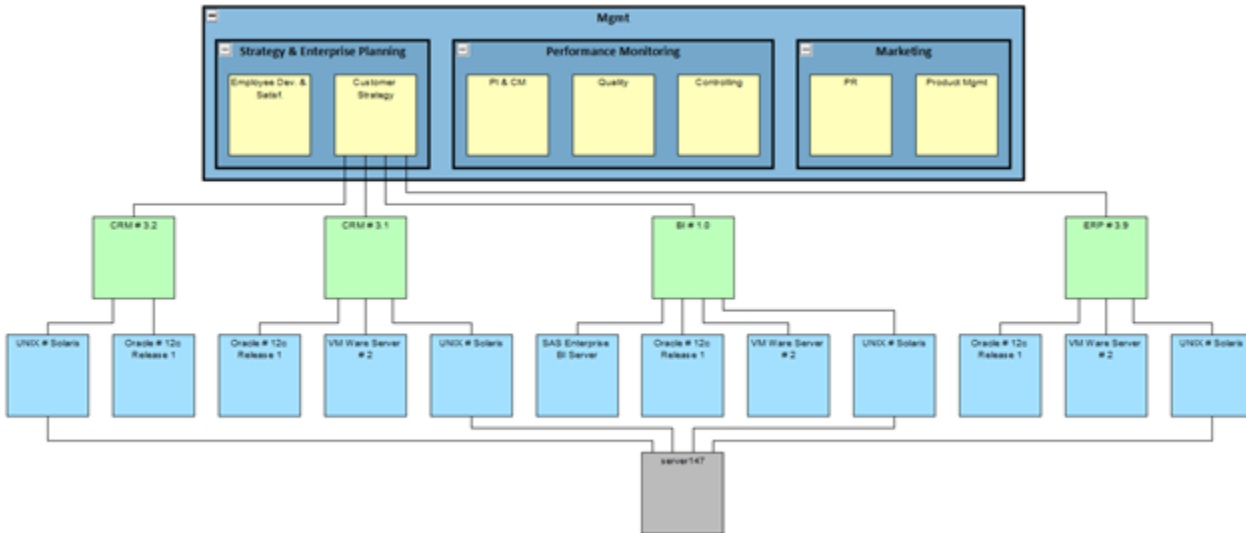 Mgmt
Strategy & Enterprise Planning
Performance Monitoring
Marketing
Employee Dev. &
Satisf.
Customer
Strategy
PI & CM
Quality
Controlling
PR
Product Mgmt
CRM # 3.2
CRM # 3.1
BI # 1.0
ERP # 3.9
UNIX # Solaris
Oracle # 12c
Release 1
Oracle # 12c
Release 1
VM Ware Server
# 2
UNIX # Solaris
SAS Enterprise
BI Server
Oracle # 12c
Release 1
VM Ware Server
# 2
UNIX # Solaris
Oracle # 12c
Release 1
VM Ware Server
# 2
UNIX # Solaris
server147